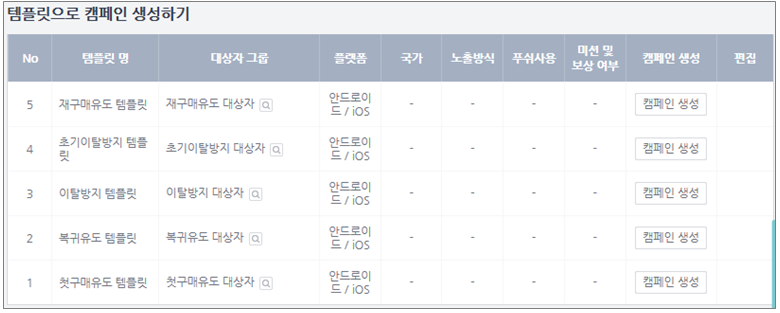 템플릿으로 캠페인 생성하기
No 템플릿 명 대상자 그룹 플랫폼 국가 노출방식 푸쉬사용 미션 및 보상 여부 캠페인 생성 편집
5 재구매유도 템플릿 재구매유도 대상자 안드로이드 / iOS - - - - 캠페인 생성
4 초기이탈방지 템플릿 초기이탈방지 대상자 안드로이드 / iOS - - - - 캠페인 생성
3 이탈방지 템플릿 이탈방지 대상자 안드로이드 / iOS - - - - 캠페인 생성
2 복귀유도 템플릿 복귀유도 대상자 안드로이드 / iOS - - - - 캠페인 생성
1 첫구매유도 템플릿 첫구매유도 대상자 안드로이드 / iOS - - - - 캠페인 생성